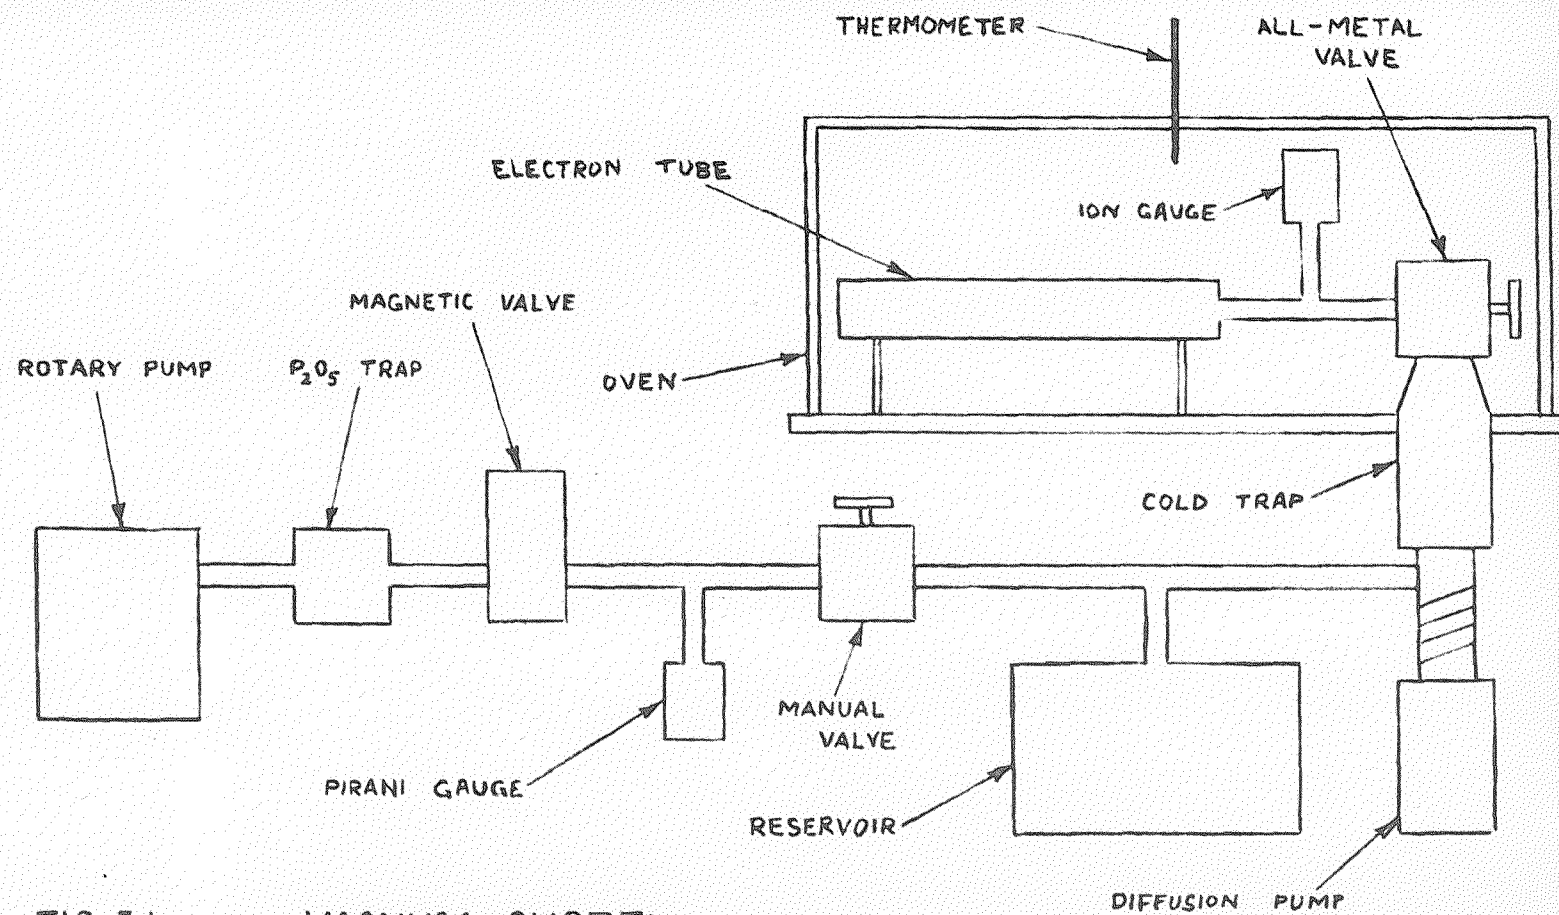 THERMOMETER
ALL-METAL
VALVE
ELECTRON TUBE
ION GAUGE
MAGNETIC VALVE
ROTARY PUMP
P₂O₅ TRAP
OVEN
COLD TRAP
MANUAL
VALVE
PIRANI GAUGE
RESERVOIR
DIFFUSION PUMP